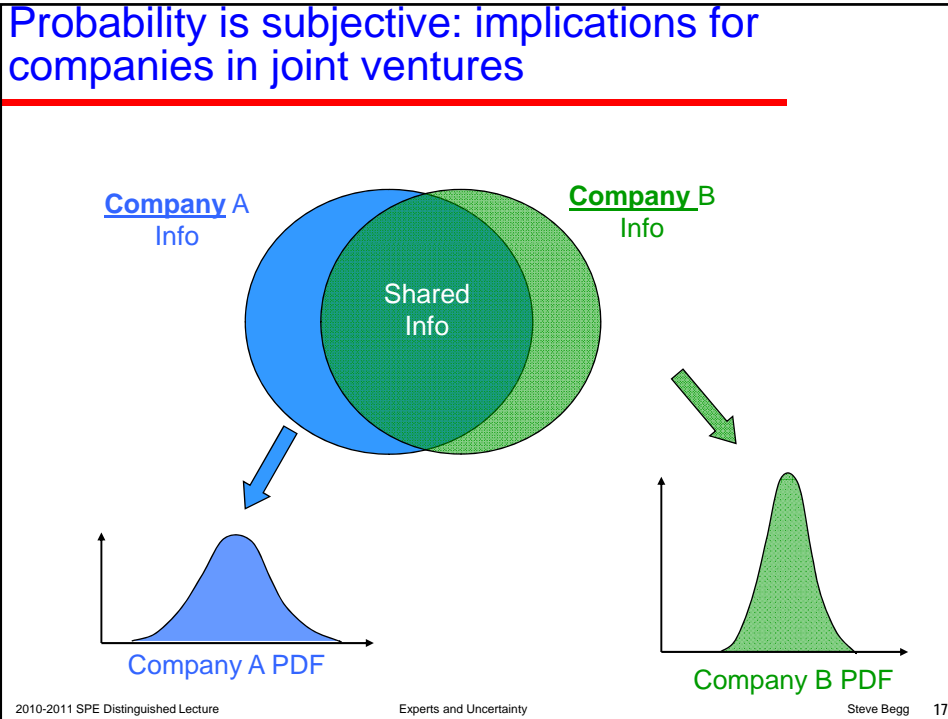 Probability is subjective: implications for
companies in joint ventures
Company A
Info
Company B
Info
Shared
Info
Company A PDF
Company B PDF
2010-2011 SPE Distinguished Lecture
Experts and Uncertainty
Steve Begg
17